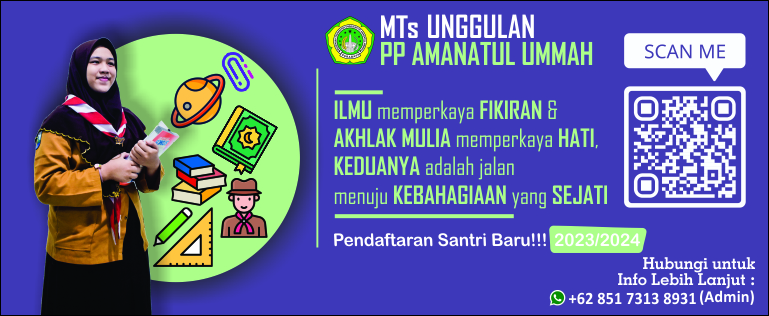 MTs UNGGULAN
PP AMANATUL UMMAH
SCAN ME
ILMU memperkaya FIKIRAN &
AKHLAK MULIA memperkaya HATI,
KEDUANYA adalah jalan
menuju KEBAHAGIAAN yang SEJATI
Pendaftaran Santri Baru!!! 2023/2024
Hubungi untuk
Info Lebih Lanjut :
+62 851 7313 8931 (Admin)